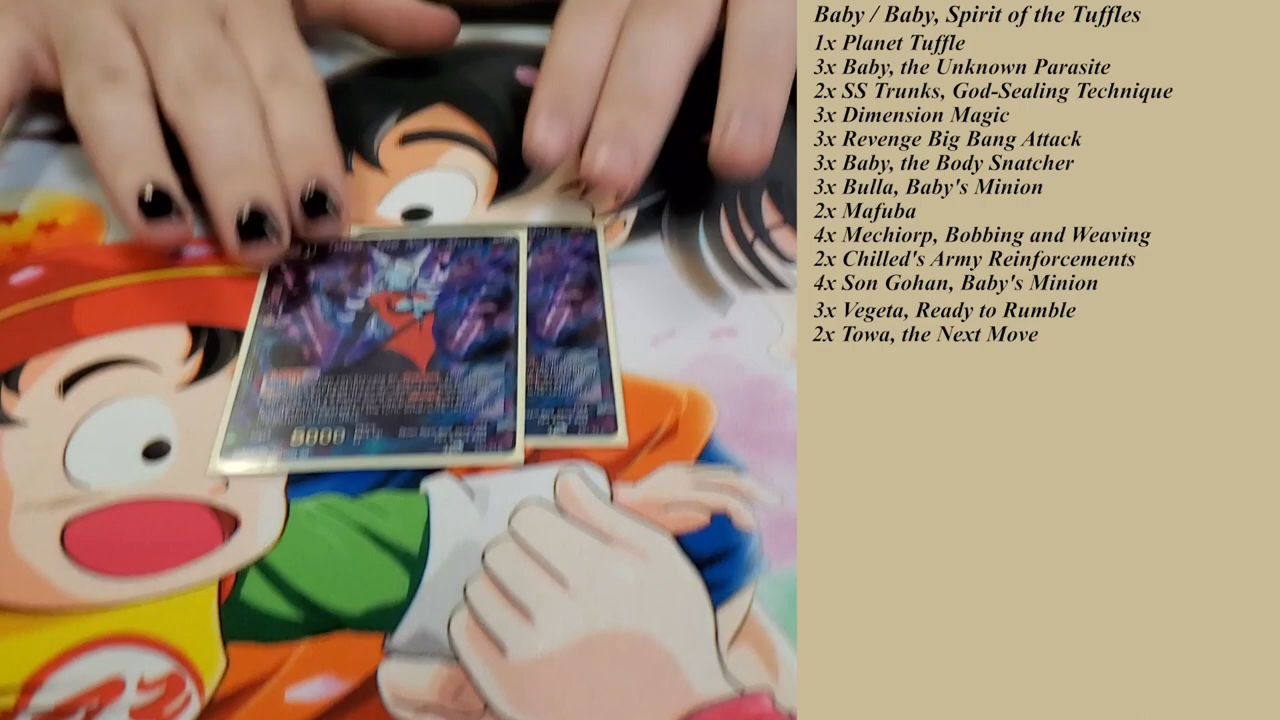 Baby / Baby, Spirit of the Tuffles
1x Planet Tuffle
3x Baby, the Unknown Parasite
2x SS Trunks, God-Sealing Technique
3x Dimension Magic
3x Revenge Big Bang Attack
3x Baby, the Body Snatcher
3x Bulla, Baby's Minion
2x Mafuba
4x Mechiorp, Bobbing and Weaving
2x Chilled's Army Reinforcements
4x Son Gohan, Baby's Minion
3x Vegeta, Ready to Rumble
2x Towa, the Next Move
5000